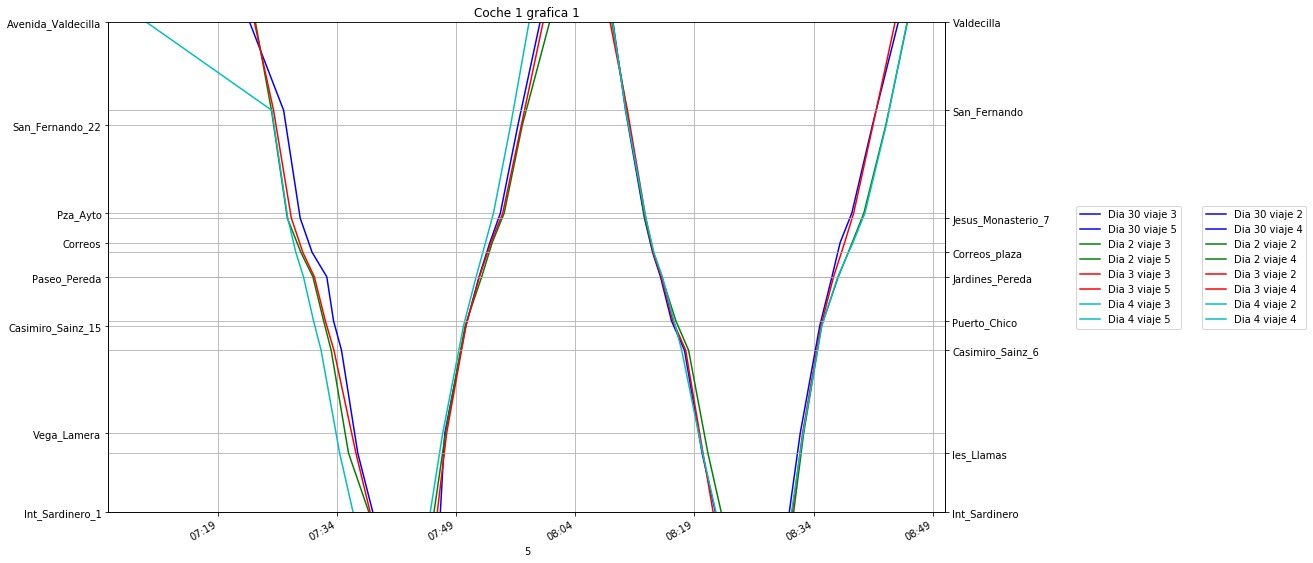 Coche 1 grafica 1
Avenida_Valdecilla
San_Fernando_22
Pza_Ayto
Correos
Paseo_Pereda
Casimiro_Sainz_15
Vega_Lamera
Int_Sardinero_1
Valdecilla
San_Fernando
Jesus_Monasterio_7
Correos_plaza
Jardines_Pereda
Puerto_Chico
Casimiro_Sainz_6
Ies_Llamas
Int_Sardinero
07:19
07:34
07:49
08:04
08:19
08:34
08:49
5
Dia 30 viaje 3
Dia 30 viaje 5
Dia 2 viaje 3
Dia 2 viaje 5
Dia 3 viaje 3
Dia 3 viaje 5
Dia 4 viaje 3
Dia 4 viaje 5
Dia 30 viaje 2
Dia 30 viaje 4
Dia 2 viaje 2
Dia 2 viaje 4
Dia 3 viaje 2
Dia 3 viaje 4
Dia 4 viaje 2
Dia 4 viaje 4